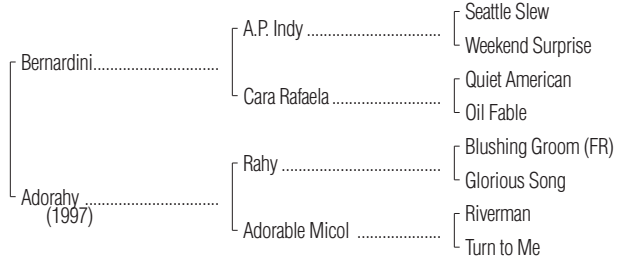 Seattle Slew
A.P. Indy
Weekend Surprise
Bernardini
Quiet American
Cara Rafaela
Oil Fable
Blushing Groom (FR)
Rahy
Glorious Song
Adorahy
(1997)
Riverman
Adorable Micol
Turn to Me